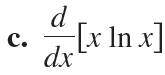 c. d/dx [x ln x]